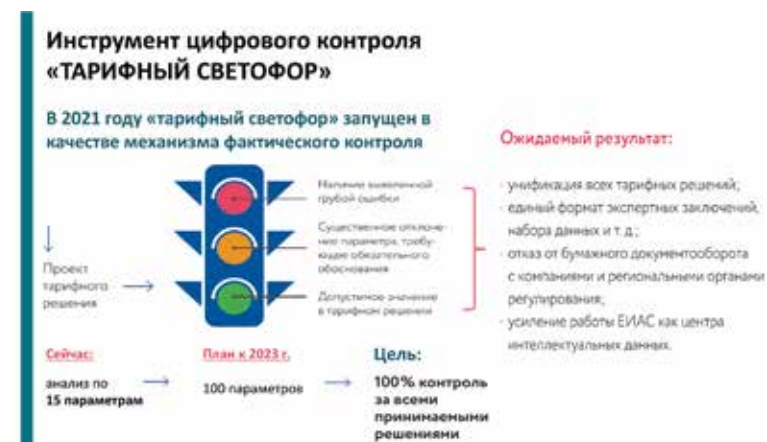 Инструмент цифрового контроля
«ТАРИФНЫЙ СВЕТОФОР»
В 2021 году «тарифный светофор» запущен в
качестве механизма фактического контроля
Проект
тарифного
решения
Наличие выявленной
грубой ошибки
Существенное отклоне-
ние параметра, требу-
ющее обязательного
обоснования
Допустимое значение
в тарифном решении
Ожидаемый результат:
· унификация всех тарифных решений;
· единый формат экспертных заключений,
набора данных и т.д.;
· отказ от бумажного документооборота
с компаниями и региональными органами
регулирования;
· усиление работы ЕИАС как центра
интеллектуальных данных.
Сейчас:
анализ по
15 параметрам
План к 2023 г.
100 параметров
Цель:
100% контроль
за всеми
принимаемыми
решениями